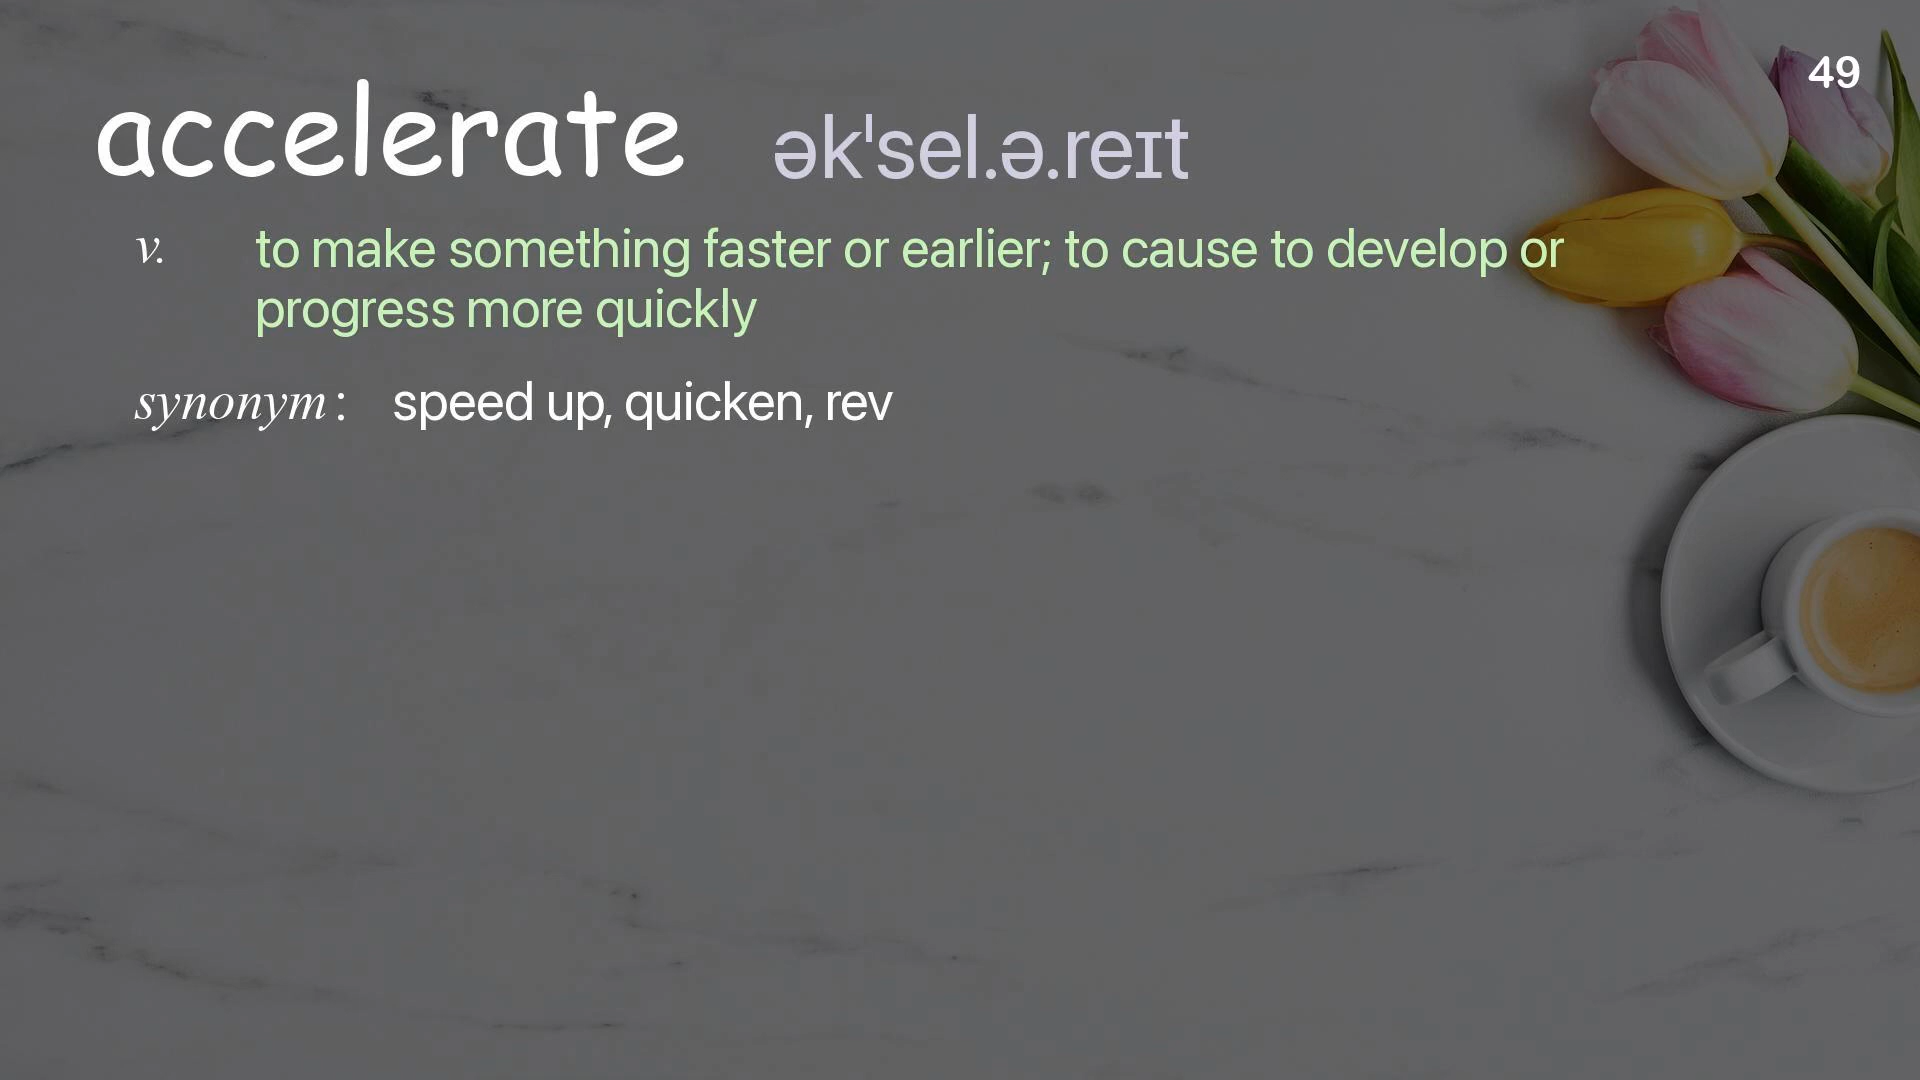 49
accelerate əkˈsel.ə.reɪt
v. to make something faster or earlier; to cause to develop or
progress more quickly
synonym : speed up, quicken, rev